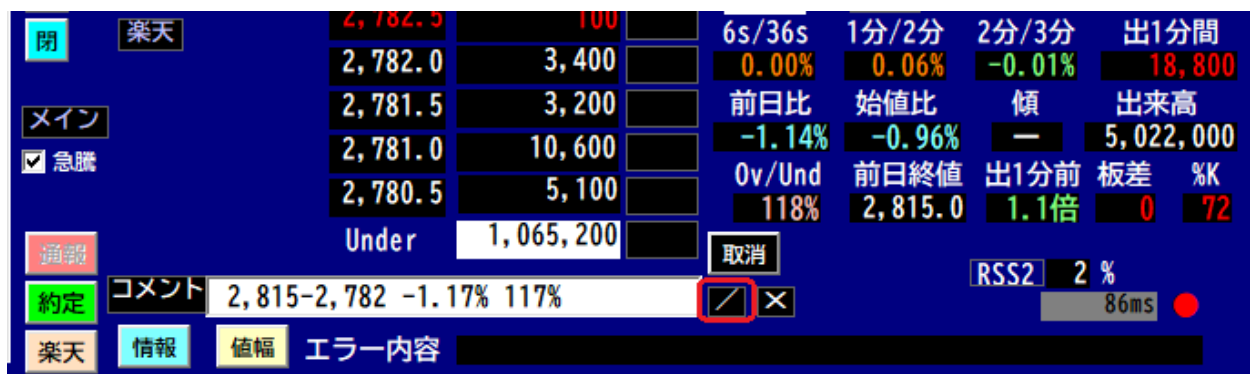 閉 楽天 2,782.5 100 6s/36s 1分/2分 2分/3分 出1分間
2,782.0 3,400 0.00% 0.06% -0.01% 18,800
メイン 2,781.5 3,200 前日比 始値比 傾 出来高
急騰 2,781.0 10,600 -1.14% -0.96% ー 5,022,000
2,780.5 5,100 Ov/Und 前日終値 出1分前 板差 %K
118% 2,815.0 1.1倍 0 72
通報 Under 1,065,200 取消
RSS2 2 %
約定 コメント 2,815-2,782 -1.17% 117% ／ × 86ms
楽天 情報 値幅 エラー内容